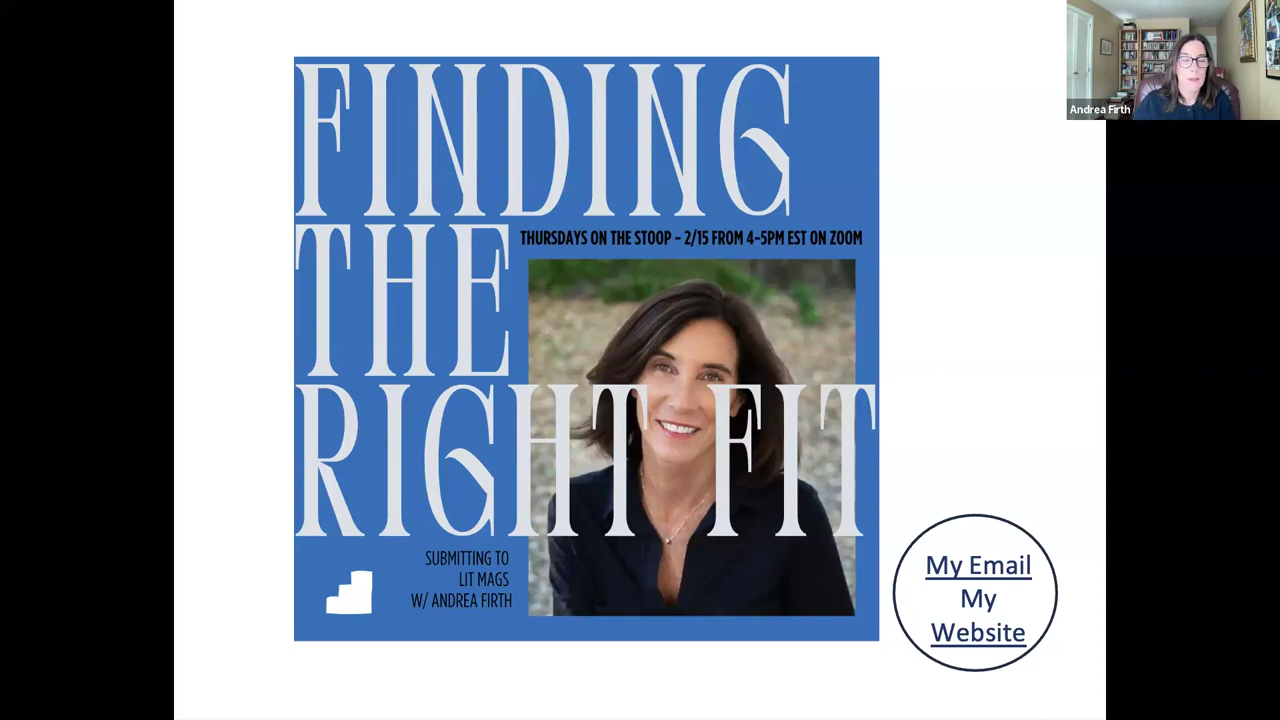 FINDING
THE
THURSDAYS ON THE STOOP - 2/15 FROM 4-5PM EST ON ZOOM
RIGHT FIT
SUBMITTING TO
LIT MAGS
W/ ANDREA FIRTH
My Email
My
Website
Andrea Firth